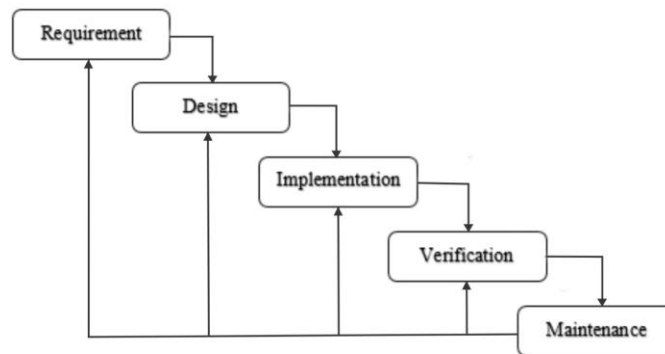 Requirement
Design
Implementation
Verification
Maintenance